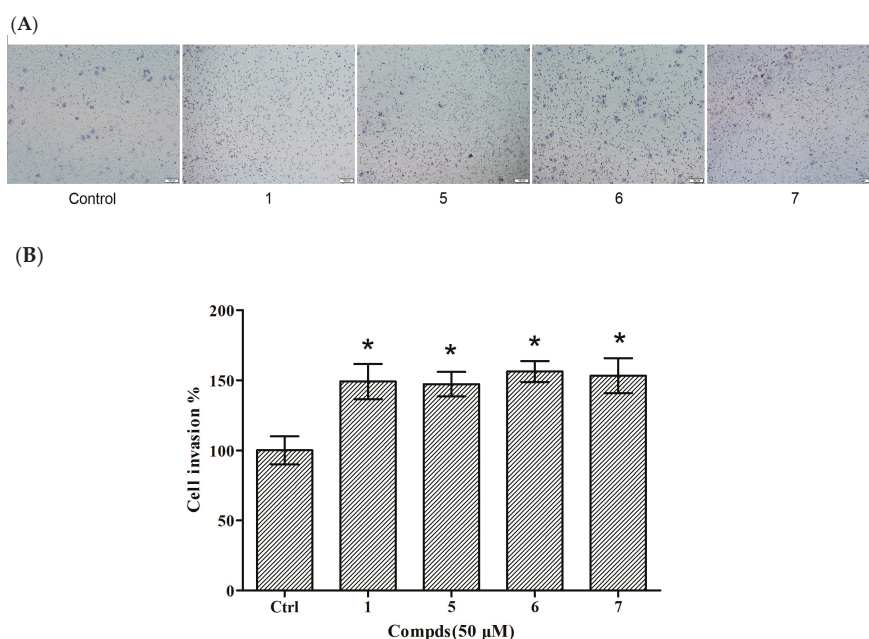 (A)
Control 1 5 6 7
(B)
200
150
100
50
0
Cell invasion %
* * * *
Ctrl 1 5 6 7
Compds(50 μM)